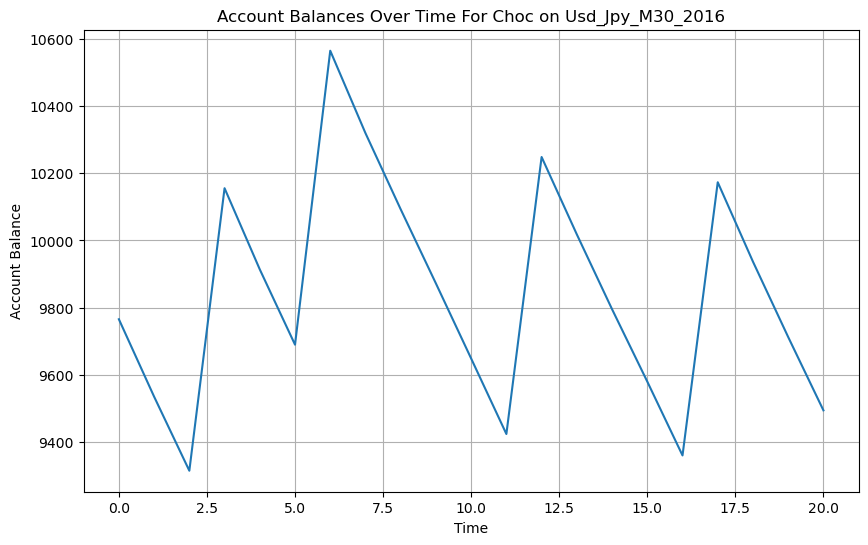 Account Balances Over Time For Choc on Usd_Jpy_M30_2016
Account Balance
10600
10400
10200
10000
9800
9600
9400
0.0 2.5 5.0 7.5 10.0 12.5 15.0 17.5 20.0
Time